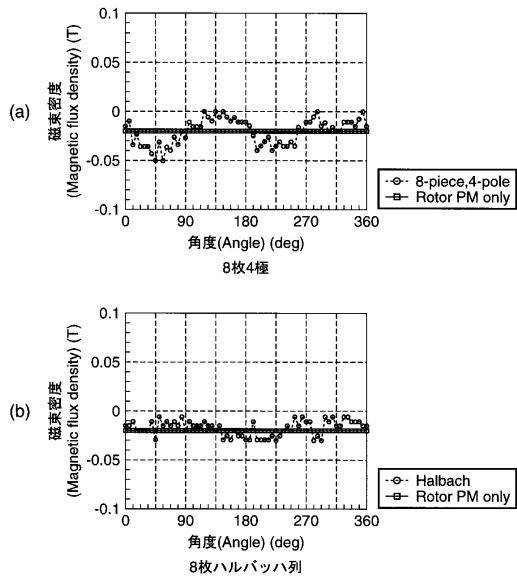 (a)
磁束密度
(Magnetic flux density) (T)
0.1
0.05
0
-0.05
-0.1
0 90 180 270 360
角度(Angle) (deg)
8枚4極
8-piece,4-pole
Rotor PM only
(b)
磁束密度
(Magnetic flux density) (T)
0.1
0.05
0
-0.05
-0.1
0 90 180 270 360
角度(Angle) (deg)
8枚ハルバッハ列
Halbach
Rotor PM only